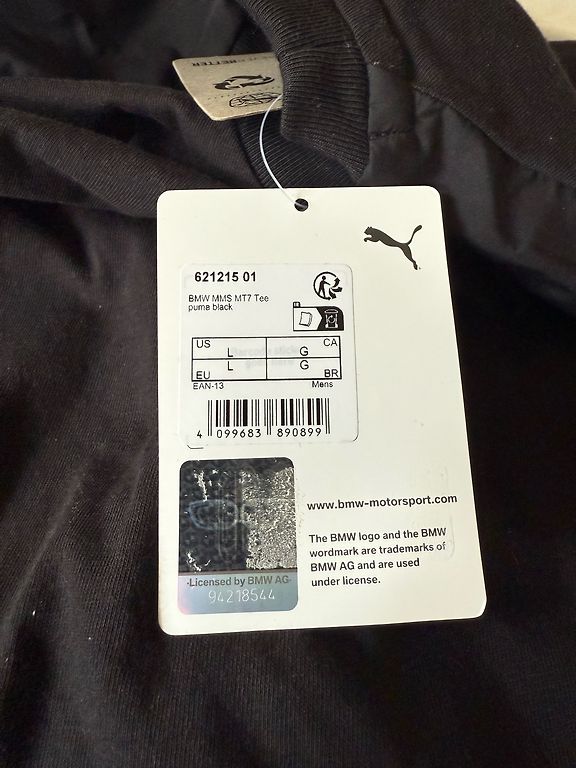 621215 01
BMW MMS MT7 Tee
puma black
US L G CA
EU L G BR
EAN-13 Mens
4 099683 890899
www.bmw-motorsport.com
The BMW logo and the BMW
wordmark are trademarks of
BMW AG and are used
under license.
-Licensed by BMW AG-
94218544